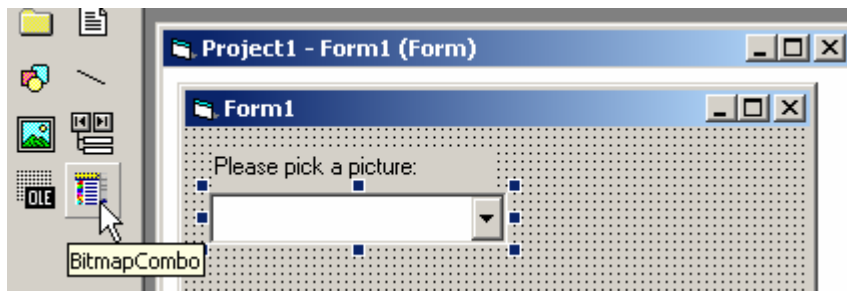 Project1 - Form1 (Form)
Form1
Please pick a picture:
OLE
BitmapCombo